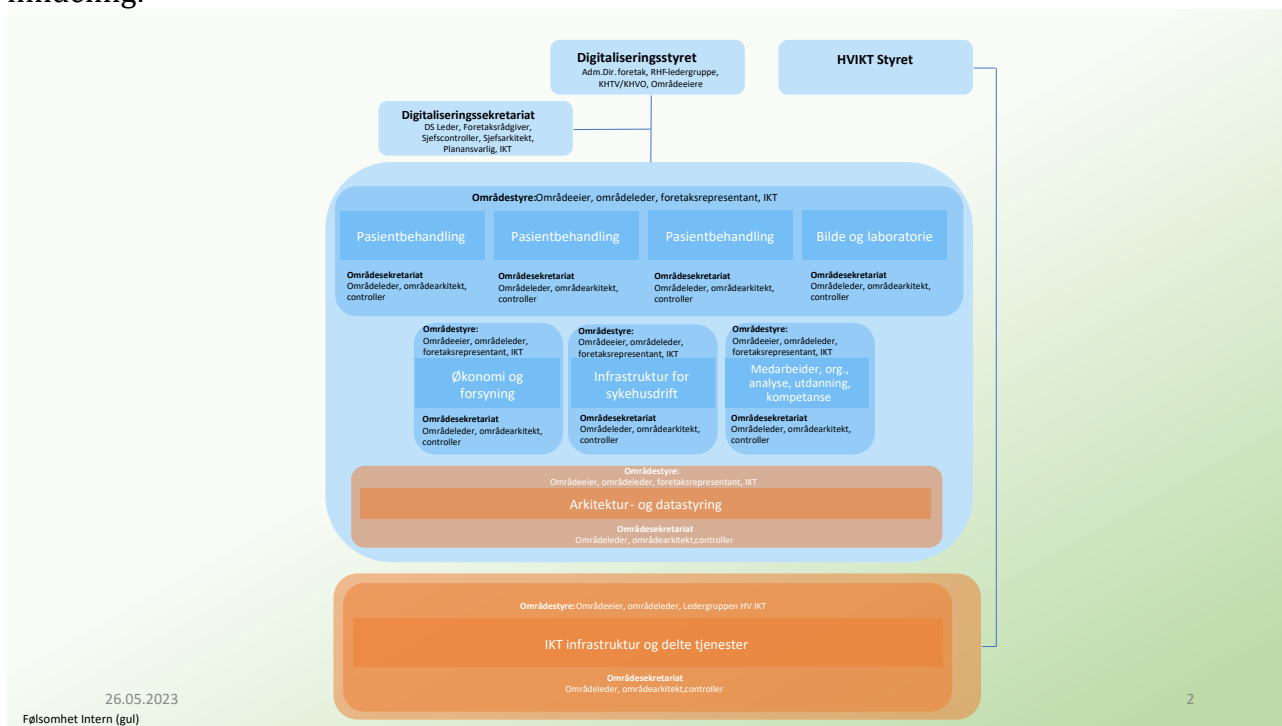 Digitaliseringsstyret
Adm.Dir. foretak, RHF-ledergruppe,
KHTV/KHVO, Områdeeiere
HVIKT Styret
Digitaliseringssekretariat
DS Leder, Foretaksrådgiver,
Sjefscontroller, Sjefsarkitekt,
Planansvarlig, IKT
Områdestyre:Områdeeier, områdeleder, foretaksrepresentant, IKT
Pasientbehandling
Pasientbehandling
Pasientbehandling
Bilde og laboratorie
Områdesekretariat
Områdeleder, områdearkitekt,
controller
Områdesekretariat
Områdeleder, områdearkitekt,
controller
Områdesekretariat
Områdeleder, områdearkitekt,
controller
Områdesekretariat
Områdeleder, områdearkitekt,
controller
Områdestyre:
Områdeeier, områdeleder,
foretaksrepresentant, IKT
Økonomi og
forsyning
Områdesekretariat
Områdeleder, områdearkitekt,
controller
Områdestyre:
Områdeeier, områdeleder,
foretaksrepresentant, IKT
Infrastruktur for
sykehusdrift
Områdesekretariat
Områdeleder, områdearkitekt,
controller
Områdestyre:
Områdeeier, områdeleder,
foretaksrepresentant, IKT
Medarbeider, org.,
analyse, utdanning,
kompetanse
Områdesekretariat
Områdeleder, områdearkitekt,
controller
Områdestyre:
Områdeeier, områdeleder, foretaksrepresentant, IKT
Arkitektur- og datastyring
Områdesekretariat
Områdeleder, områdearkitekt,controller
Områdestyre:Områdeeier, områdeleder, Ledergruppen HV IKT
IKT infrastruktur og delte tjenester
Områdesekretariat
Områdeleder, områdearkitekt,controller
26.05.2023
2
Følsomhet Intern (gul)